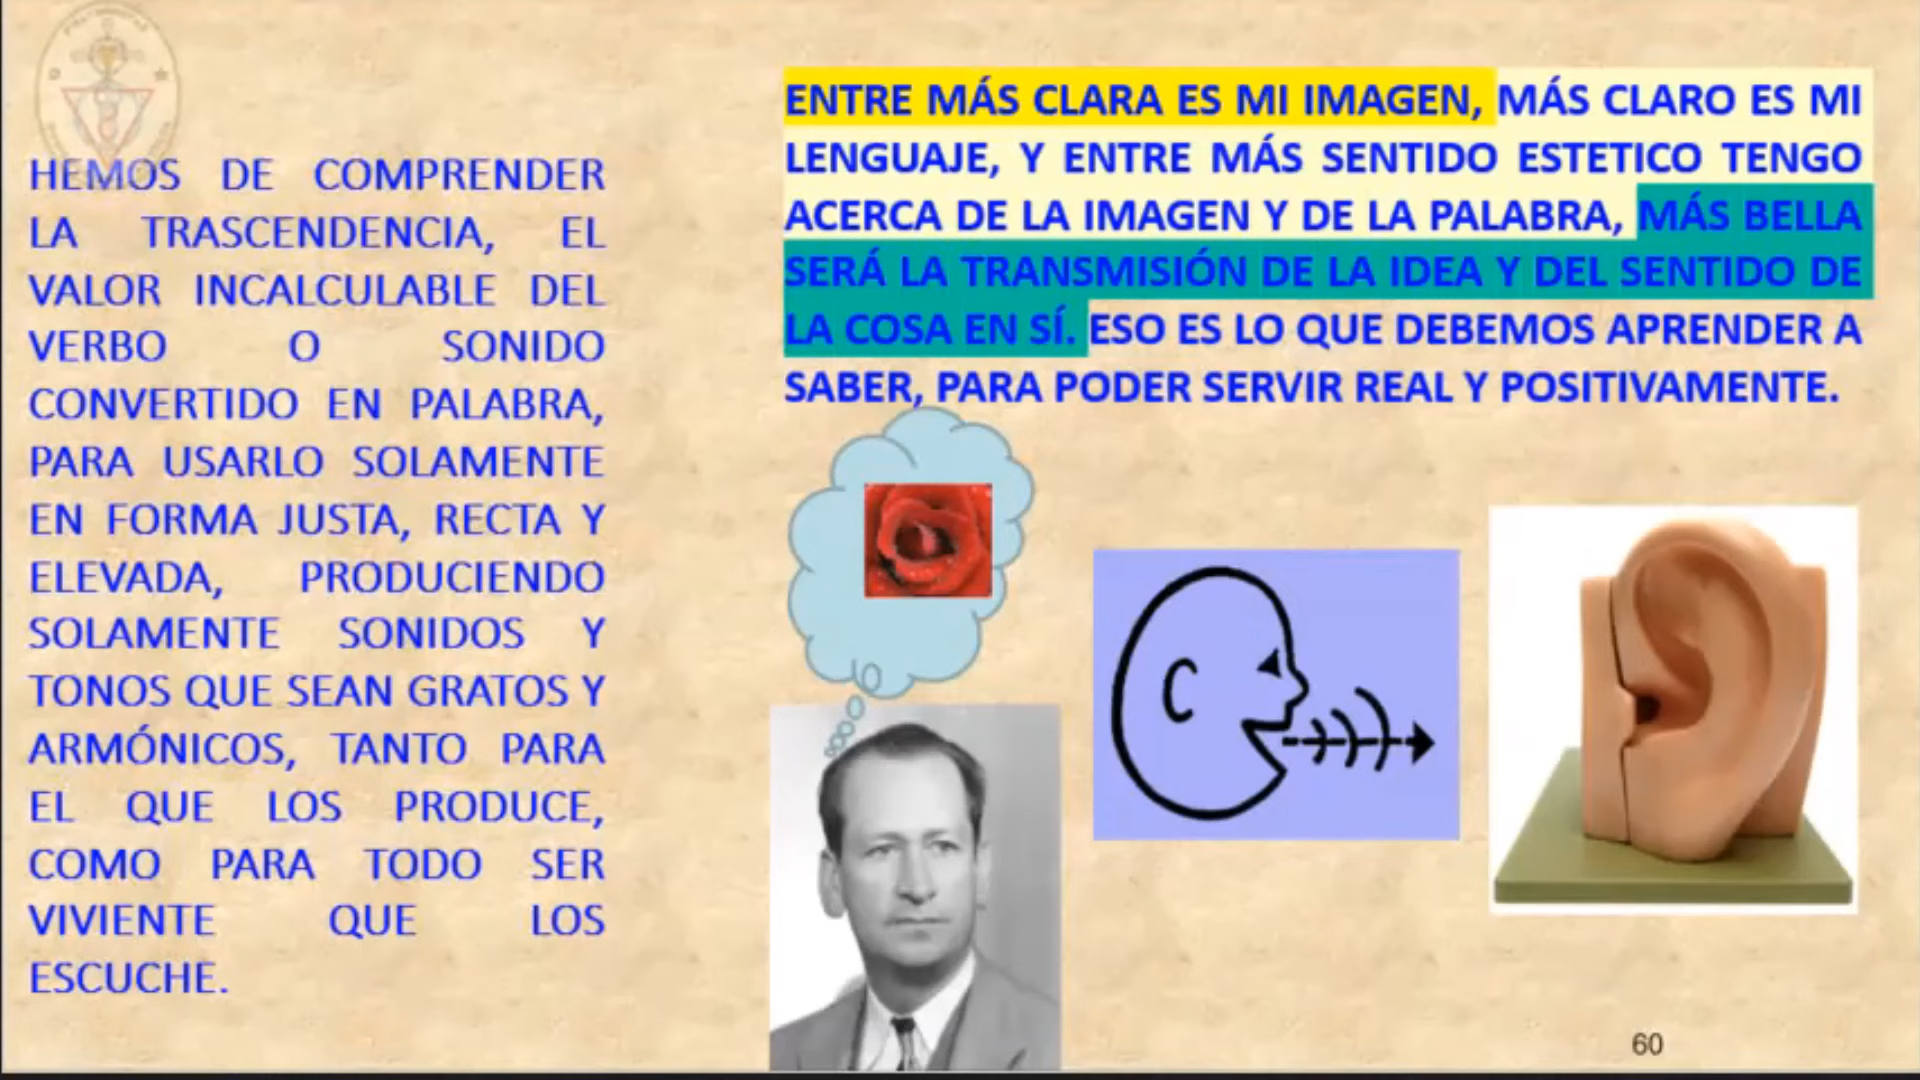 HEMOS DE COMPRENDER
LA TRASCENDENCIA, EL
VALOR INCALCULABLE DEL
VERBO O SONIDO
CONVERTIDO EN PALABRA,
PARA USARLO SOLAMENTE
EN FORMA JUSTA, RECTA Y
ELEVADA, PRODUCIENDO
SOLAMENTE SONIDOS Y
TONOS QUE SEAN GRATOS Y
ARMÓNICOS, TANTO PARA
EL QUE LOS PRODUCE,
COMO PARA TODO SER
VIVIENTE QUE LOS
ESCUCHE.
ENTRE MÁS CLARA ES MI IMAGEN, MÁS CLARO ES MI
LENGUAJE, Y ENTRE MÁS SENTIDO ESTETICO TENGO
ACERCA DE LA IMAGEN Y DE LA PALABRA, MÁS BELLA
SERÁ LA TRANSMISIÓN DE LA IDEA Y DEL SENTIDO DE
LA COSA EN SÍ. ESO ES LO QUE DEBEMOS APRENDER A
SABER, PARA PODER SERVIR REAL Y POSITIVAMENTE.
60